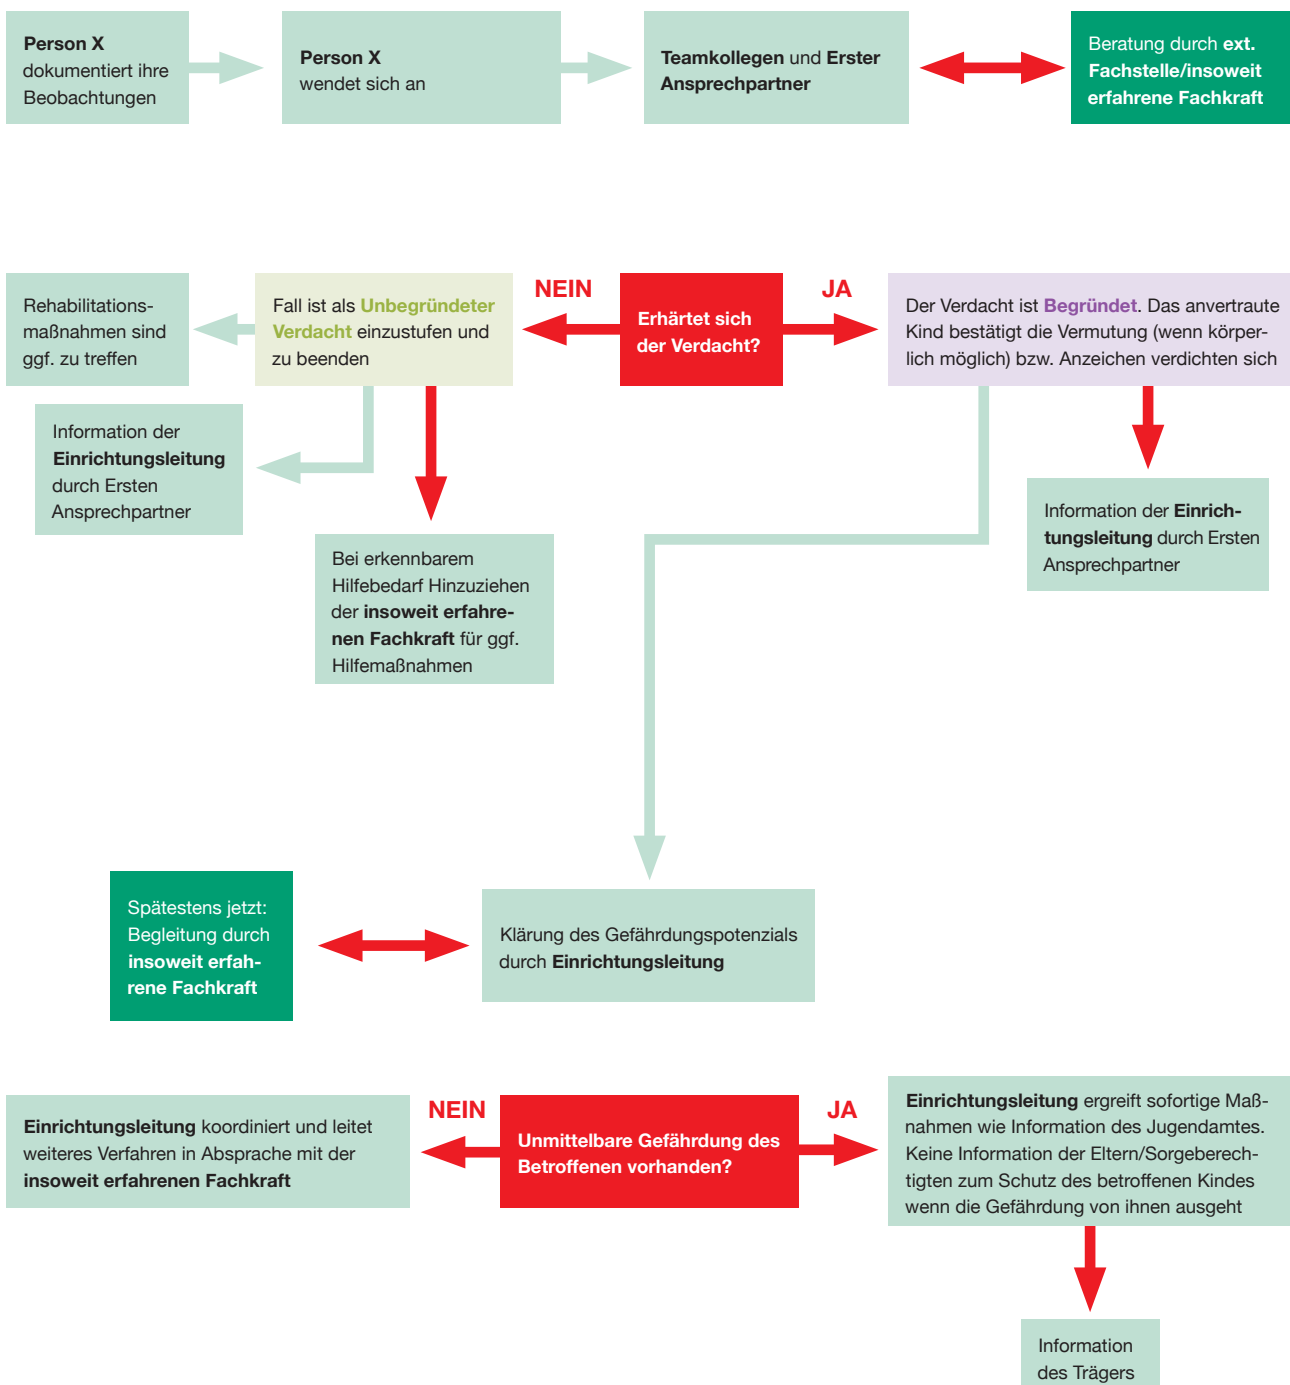 Person X
dokumentiert ihre
Beobachtungen
Person X
wendet sich an
Teamkollegen und Erster
Ansprechpartner
Beratung durch ext.
Fachstelle/insoweit
erfahrene Fachkraft
Rehabilitations-
maßnahmen sind
ggf. zu treffen
Fall ist als Unbegründeter
Verdacht einzustufen und
zu beenden
NEIN
Erhärtet sich
der Verdacht?
JA
Der Verdacht ist Begründet. Das anvertraute
Kind bestätigt die Vermutung (wenn körper-
lich möglich) bzw. Anzeichen verdichten sich
Information der
Einrichtungsleitung
durch Ersten
Ansprechpartner
Bei erkennbarem
Hilfebedarf Hinzuziehen
der insoweit erfahre-
nen Fachkraft für ggf.
Hilfemaßnahmen
Information der Einrich-
tungsleitung durch Ersten
Ansprechpartner
Spätestens jetzt:
Begleitung durch
insoweit erfah-
rene Fachkraft
Klärung des Gefährdungspotenzials
durch Einrichtungsleitung
Einrichtungsleitung koordiniert und leitet
weiteres Verfahren in Absprache mit der
insoweit erfahrenen Fachkraft
NEIN
Unmittelbare Gefährdung des
Betroffenen vorhanden?
JA
Einrichtungsleitung ergreift sofortige Maß-
nahmen wie Information des Jugendamtes.
Keine Information der Eltern/Sorgeberech-
tigten zum Schutz des betroffenen Kindes
wenn die Gefährdung von ihnen ausgeht
Information
des Trägers